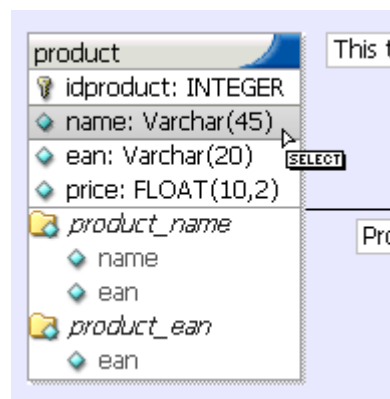 product
This
idproduct: INTEGER
name: Varchar(45)
ean: Varchar(20)
SELECT
price: FLOAT(10,2)
product_name
name
ean
product_ean
ean